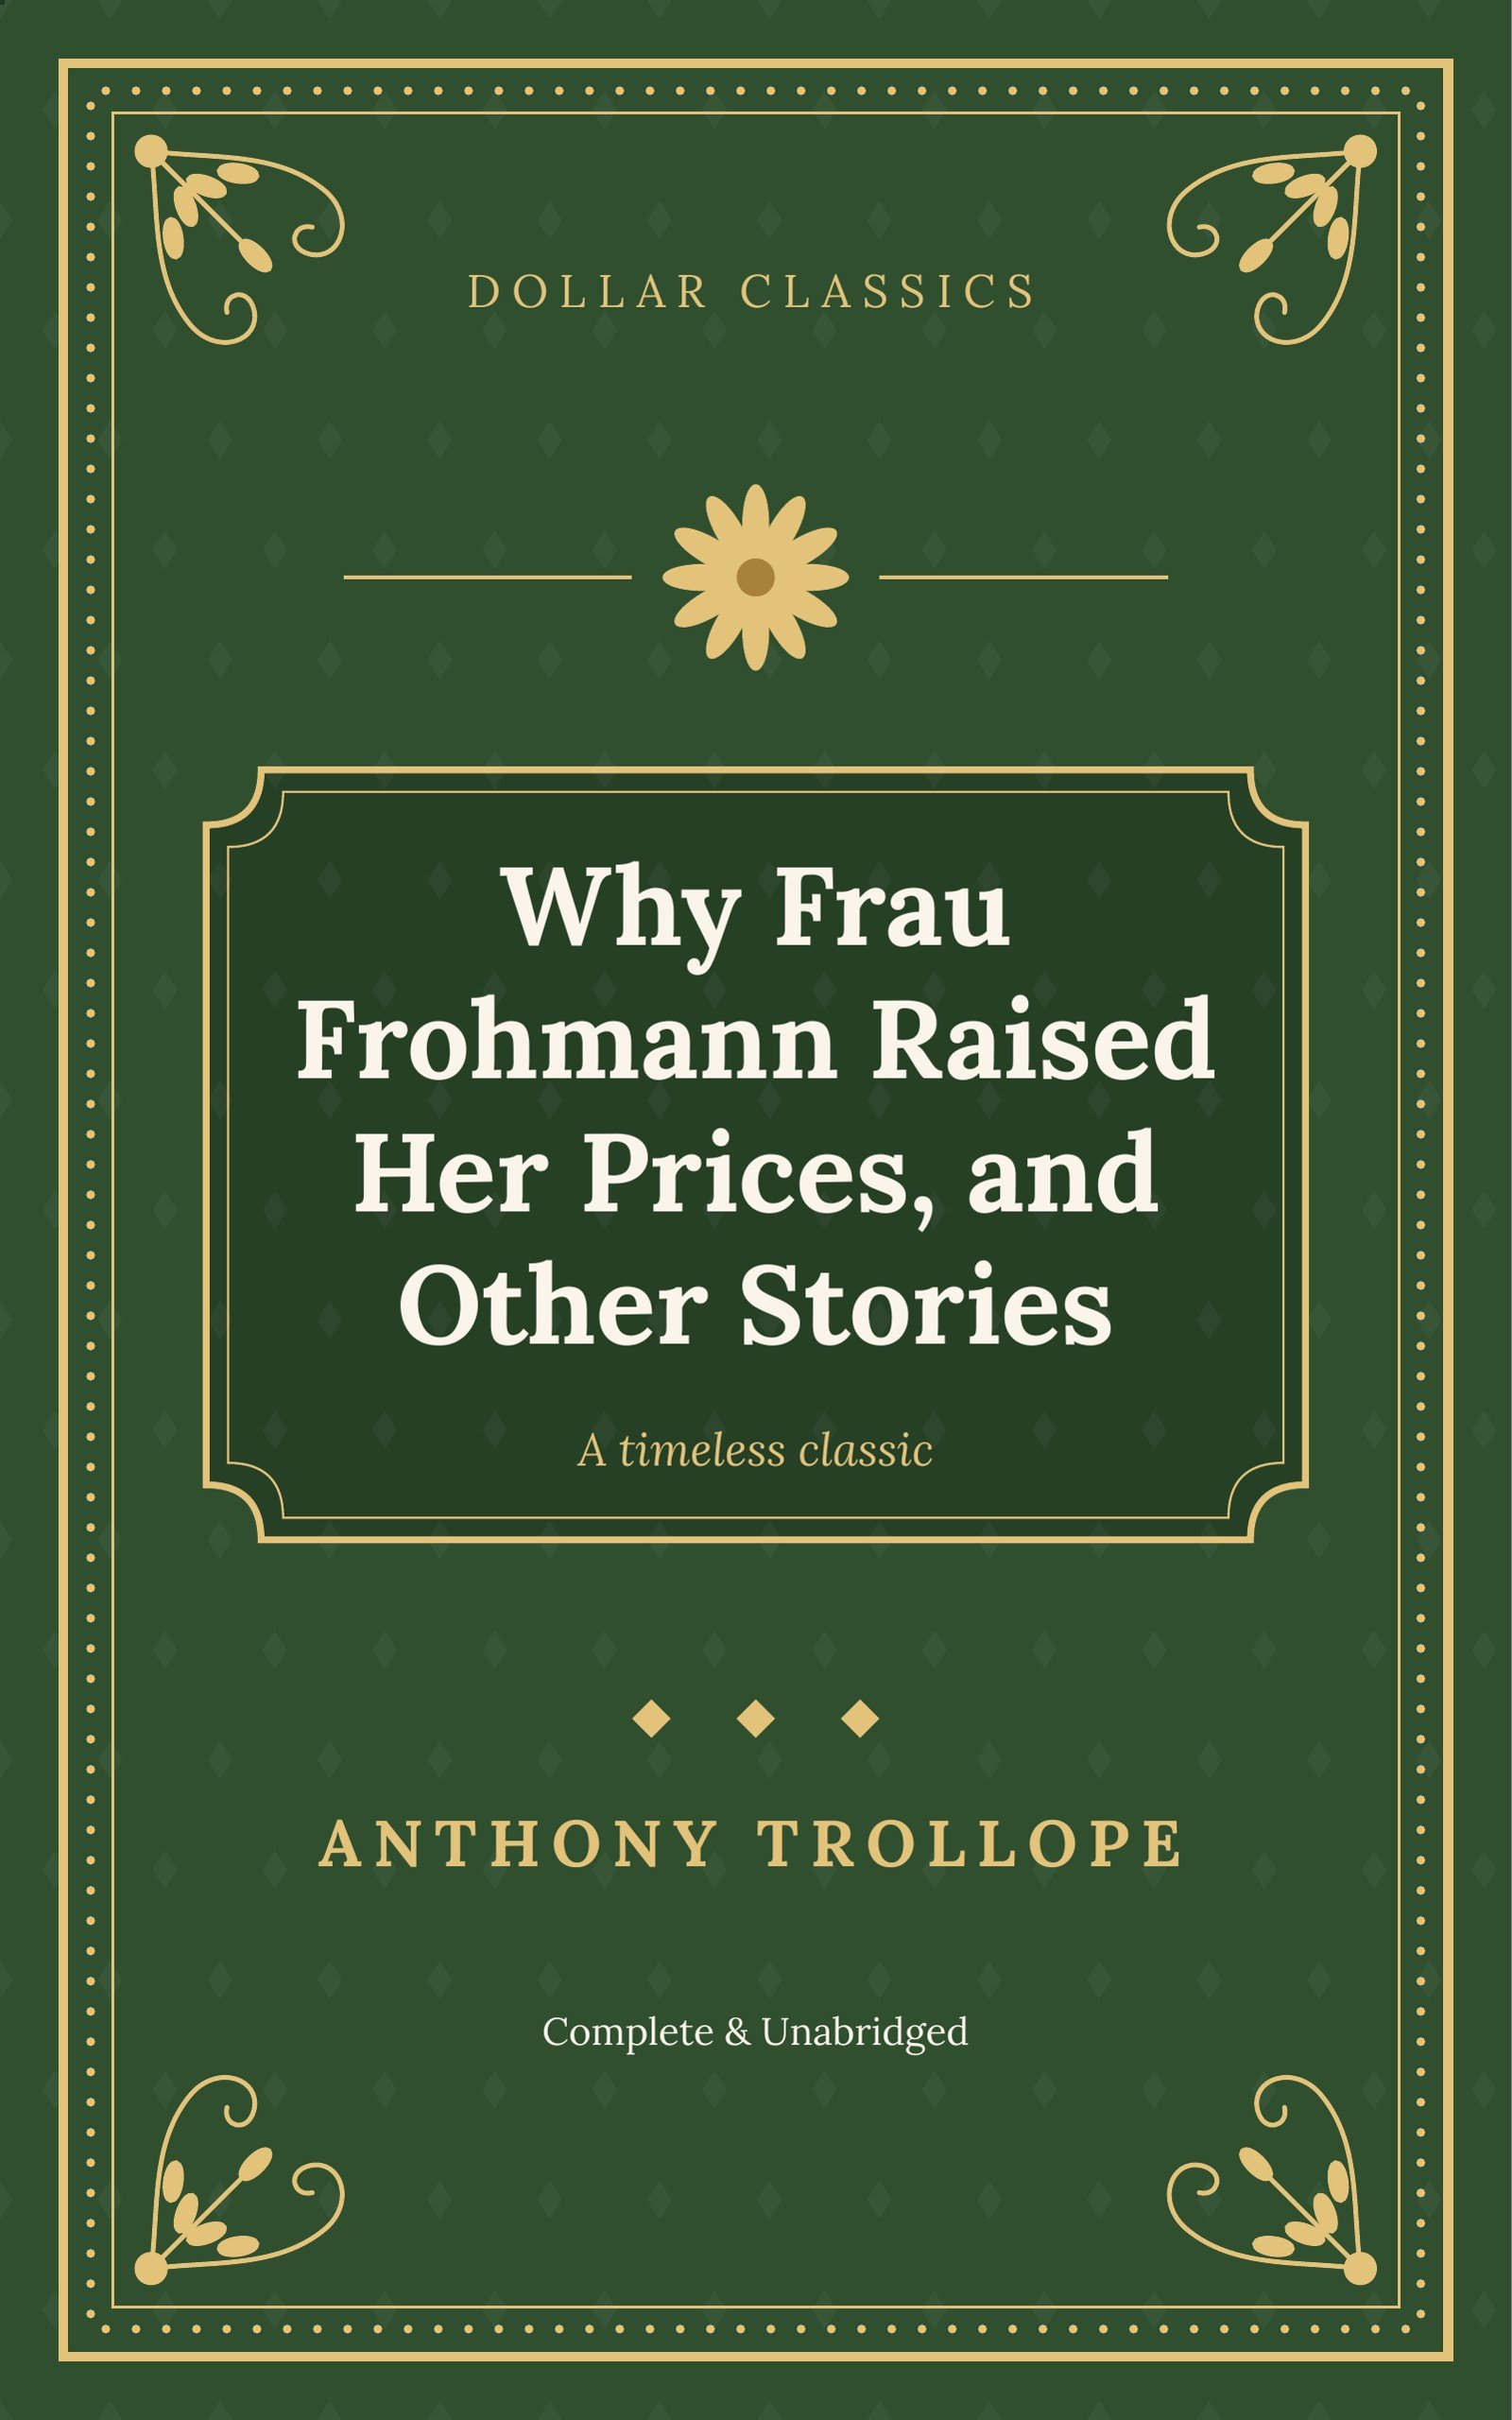 DOLLAR CLASSICS
Why Frau
Frohmann Raised
Her Prices, and
Other Stories
A timeless classic
ANTHONY TROLLOPE
Complete & Unabridged